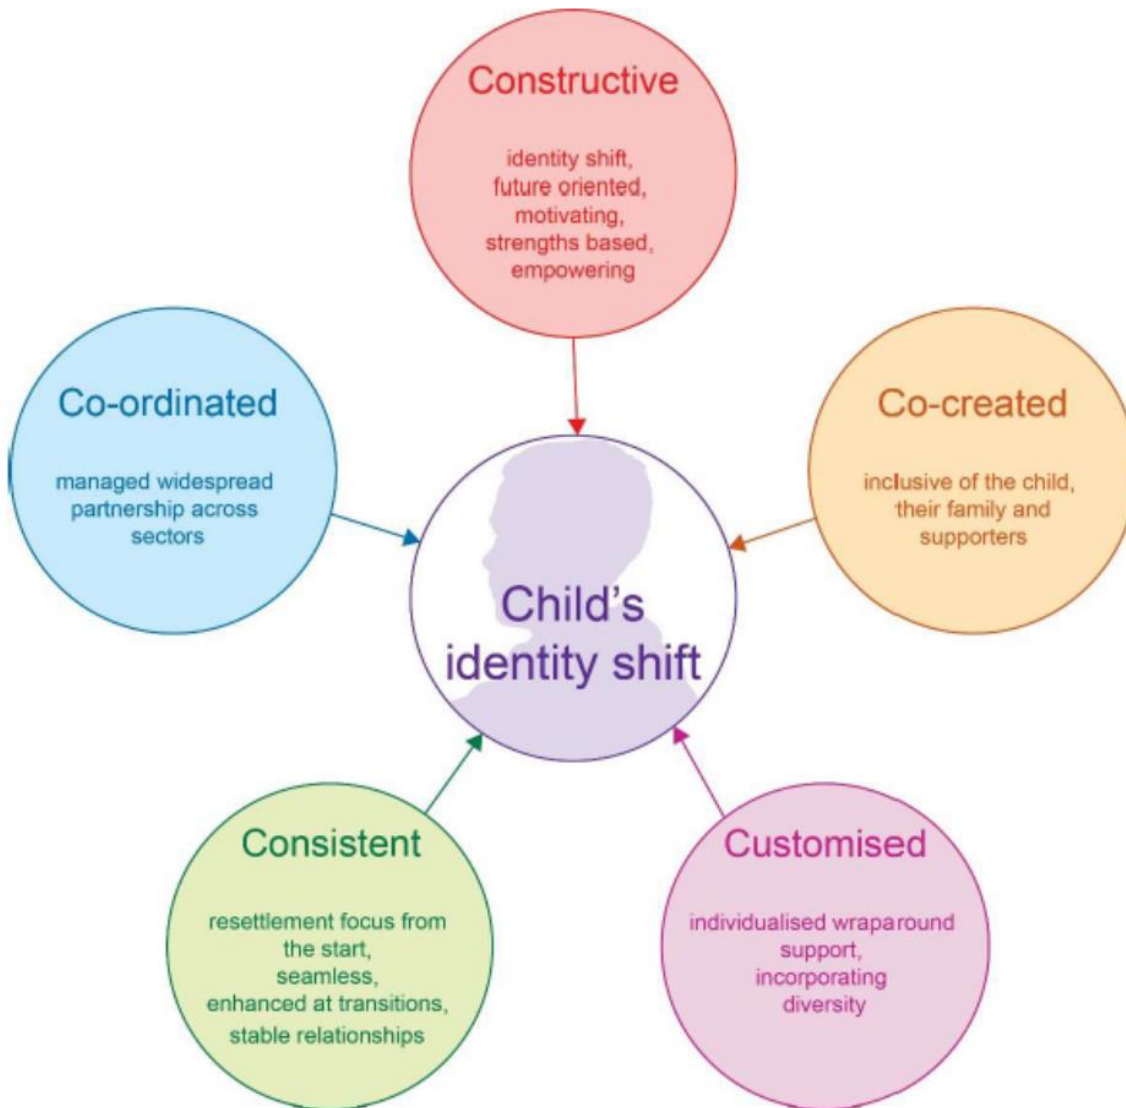 Constructive
identity shift,
future oriented,
motivating,
strengths based,
empowering
Co-ordinated
managed widespread
partnership across
sectors
Co-created
inclusive of the child,
their family and
supporters
Child's
identity shift
Consistent
resettlement focus from
the start,
seamless,
enhanced at transitions,
stable relationships
Customised
individualised wraparound
support,
incorporating
diversity